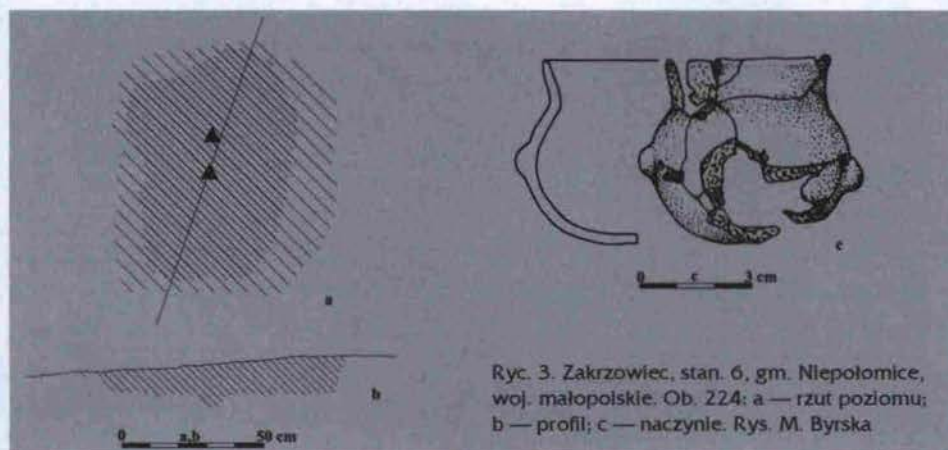 a
b
0 a,b 50 cm
c
0 c 3 cm
Ryc. 3. Zakrzowiec, stan. 6, gm. Niepołomice,
woj. małopolskie. Ob. 224: a — rzut poziomu;
b — profil; c — naczynie. Rys. M. Byrska